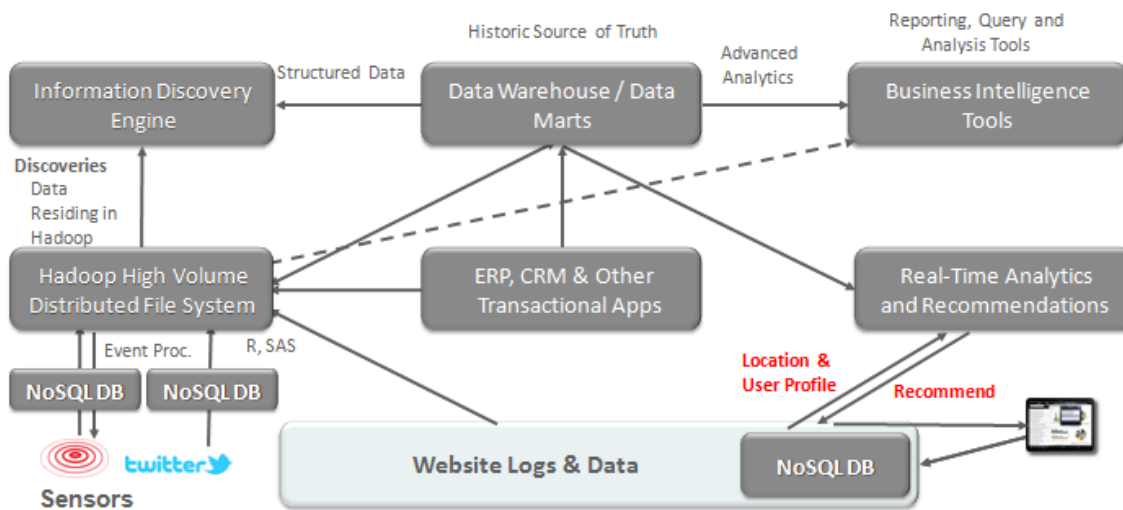 Historic Source of Truth
Reporting, Query and
Analysis Tools
Structured Data
Advanced
Analytics
Information Discovery
Engine
Data Warehouse / Data
Marts
Business Intelligence
Tools
Discoveries
Data
Residing in
Hadoop
Hadoop High Volume
Distributed File System
ERP, CRM & Other
Transactional Apps
Real-Time Analytics
and Recommendations
Event Proc.
R, SAS
Location &
User Profile
Recommend
NoSQL DB
NoSQL DB
twitter
Sensors
Website Logs & Data
NoSQL DB